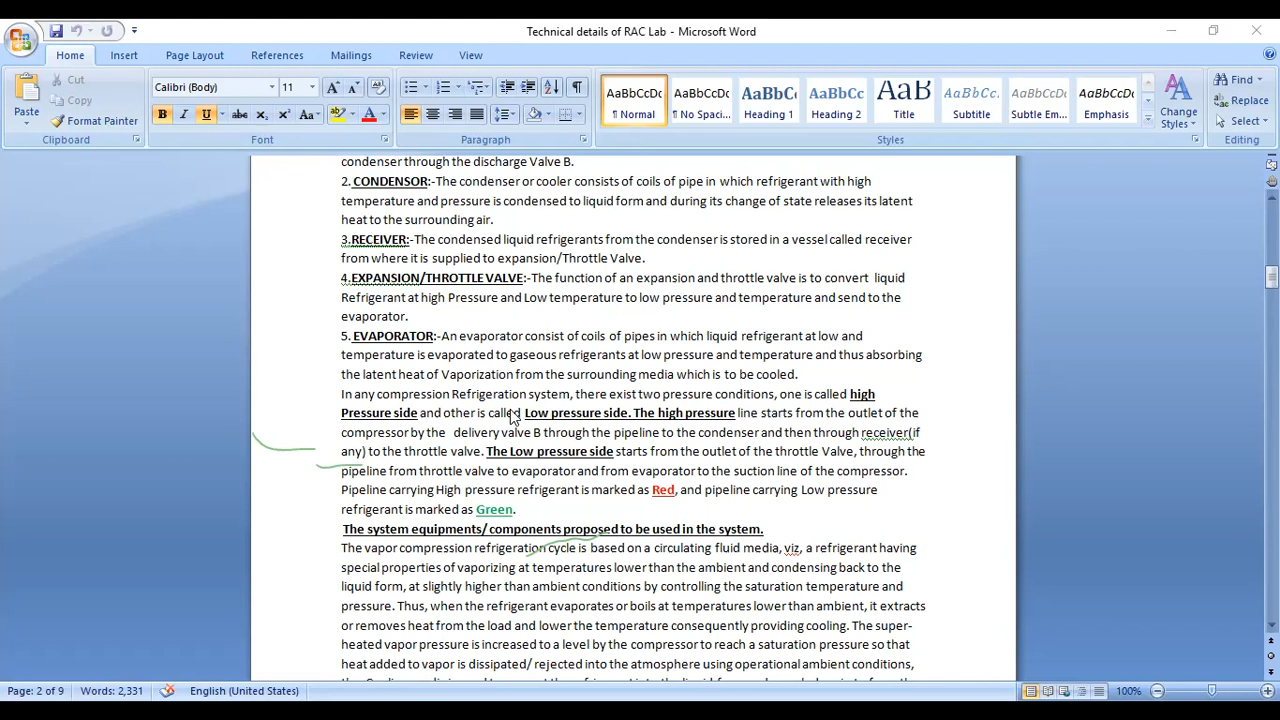 Technical details of RAC Lab - Microsoft Word
Home Insert Page Layout References Mailings Review View
Paste
Cut
Copy
Format Painter
Clipboard
Calibri (Body) 11
Font
Paragraph
AaBbCcDc AaBbCcDc AaBbCc AaBbCc AaB AaBbCc. AaBbCcDc AaBbCcDc
¶ Normal ¶ No Spaci... Heading 1 Heading 2 Title Subtitle Subtle Em... Emphasis
Change Styles
Styles
Find
Replace
Select
Editing
condenser through the discharge Valve B.
2. CONDENSOR:-The condenser or cooler consists of coils of pipe in which refrigerant with high
temperature and pressure is condensed to liquid form and during its change of state releases its latent
heat to the surrounding air.
3.RECEIVER:-The condensed liquid refrigerants from the condenser is stored in a vessel called receiver
from where it is supplied to expansion/Throttle Valve.
4.EXPANSION/THROTTLE VALVE:-The function of an expansion and throttle valve is to convert liquid
Refrigerant at high Pressure and Low temperature to low pressure and temperature and send to the
evaporator.
5. EVAPORATOR:-An evaporator consist of coils of pipes in which liquid refrigerant at low and
temperature is evaporated to gaseous refrigerants at low pressure and temperature and thus absorbing
the latent heat of Vaporization from the surrounding media which is to be cooled.
In any compression Refrigeration system, there exist two pressure conditions, one is called high
Pressure side and other is called Low pressure side. The high pressure line starts from the outlet of the
compressor by the delivery valve B through the pipeline to the condenser and then through receiver(if
any) to the throttle valve. The Low pressure side starts from the outlet of the throttle Valve, through the
pipeline from throttle valve to evaporator and from evaporator to the suction line of the compressor.
Pipeline carrying High pressure refrigerant is marked as Red, and pipeline carrying Low pressure
refrigerant is marked as Green.
The system equipments/ components proposed to be used in the system.
The vapor compression refrigeration cycle is based on a circulating fluid media, viz, a refrigerant having
special properties of vaporizing at temperatures lower than the ambient and condensing back to the
liquid form, at slightly higher than ambient conditions by controlling the saturation temperature and
pressure. Thus, when the refrigerant evaporates or boils at temperatures lower than ambient, it extracts
or removes heat from the load and lower the temperature consequently providing cooling. The super-
heated vapor pressure is increased to a level by the compressor to reach a saturation pressure so that
heat added to vapor is dissipated/ rejected into the atmosphere using operational ambient conditions,
Page: 2 of 9 Words: 2,331 English (United States) 100%